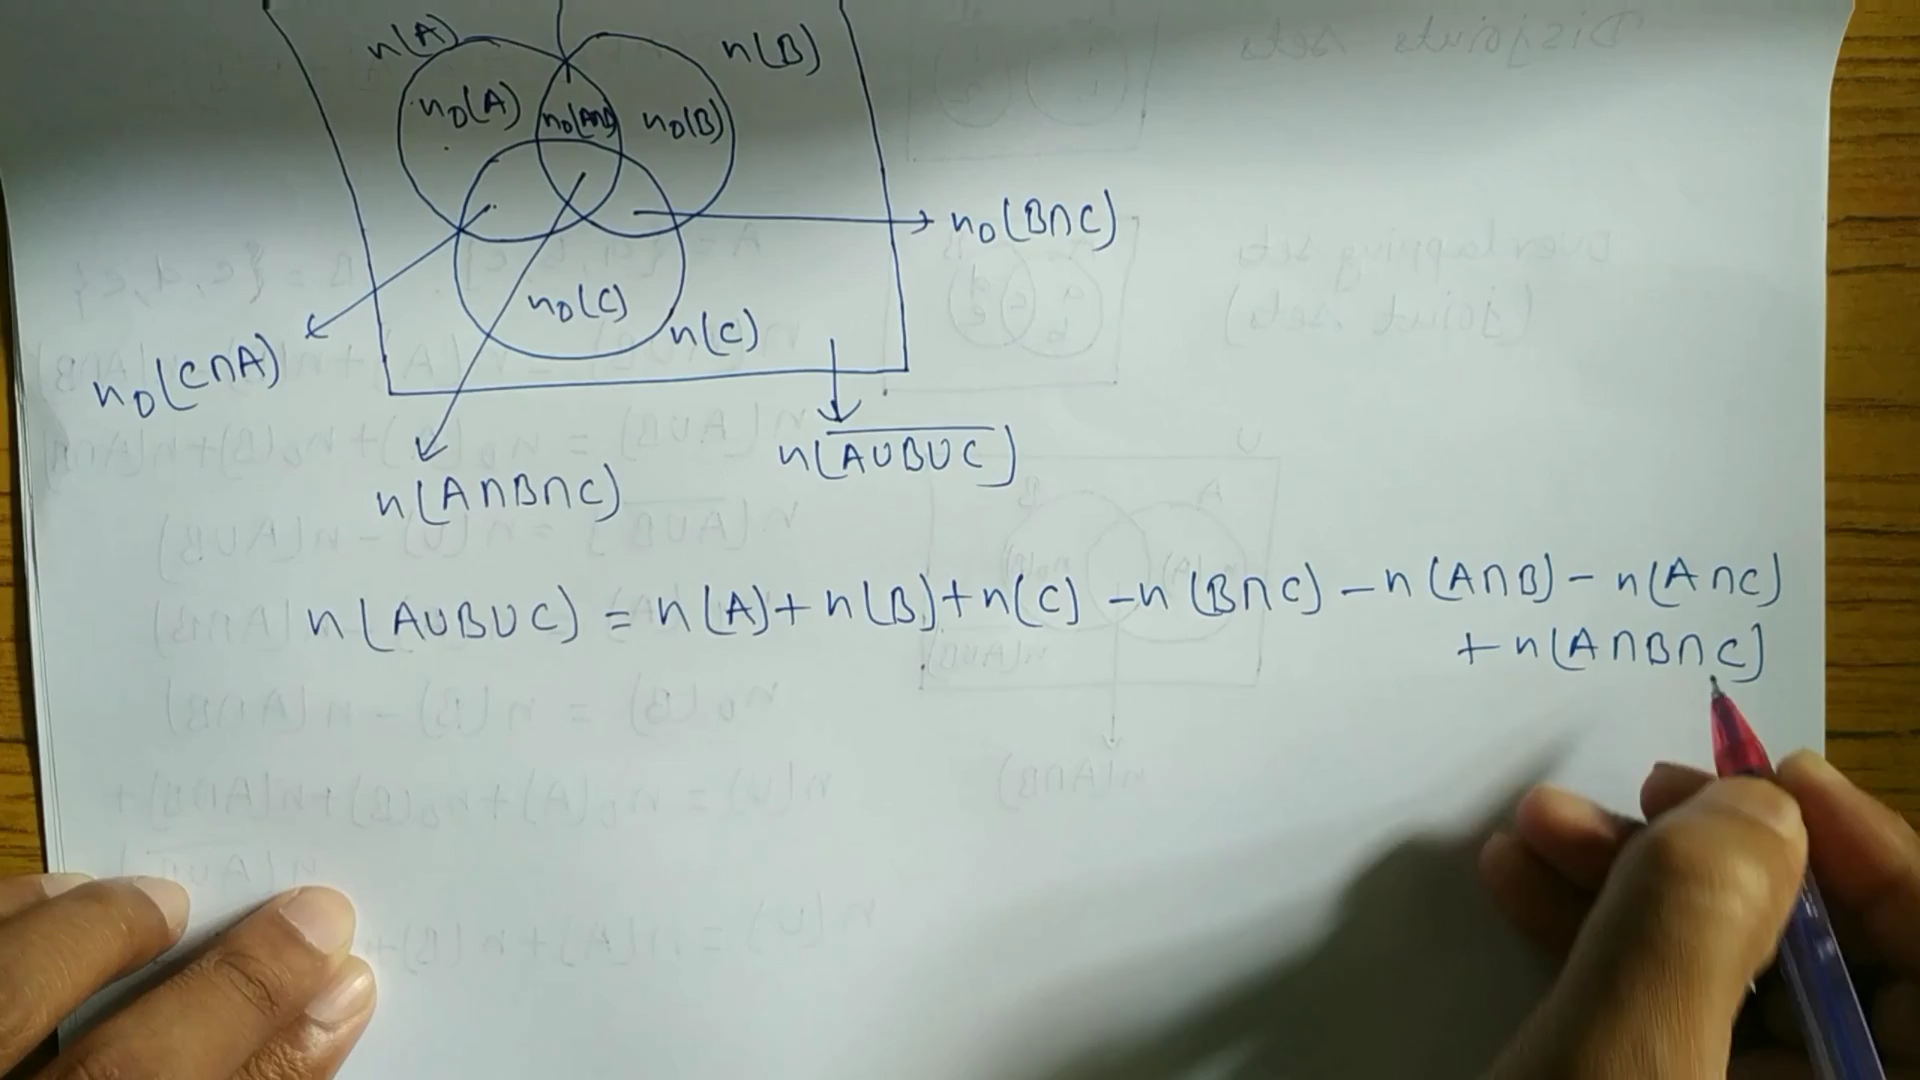 n(A)
n(B)
n₀(A)
n₀(A∩B)
n₀(B)
n₀(B∩C)
n₀(C)
n(C)
n₀(C∩A)
n(A∩B∩C)
n(A̅∪̅B̅∪̅C̅)
n(A∪B∪C) = n(A)+n(B)+n(C) -n(B∩C) -n(A∩B) - n(A∩C)
+ n(A∩B∩C)